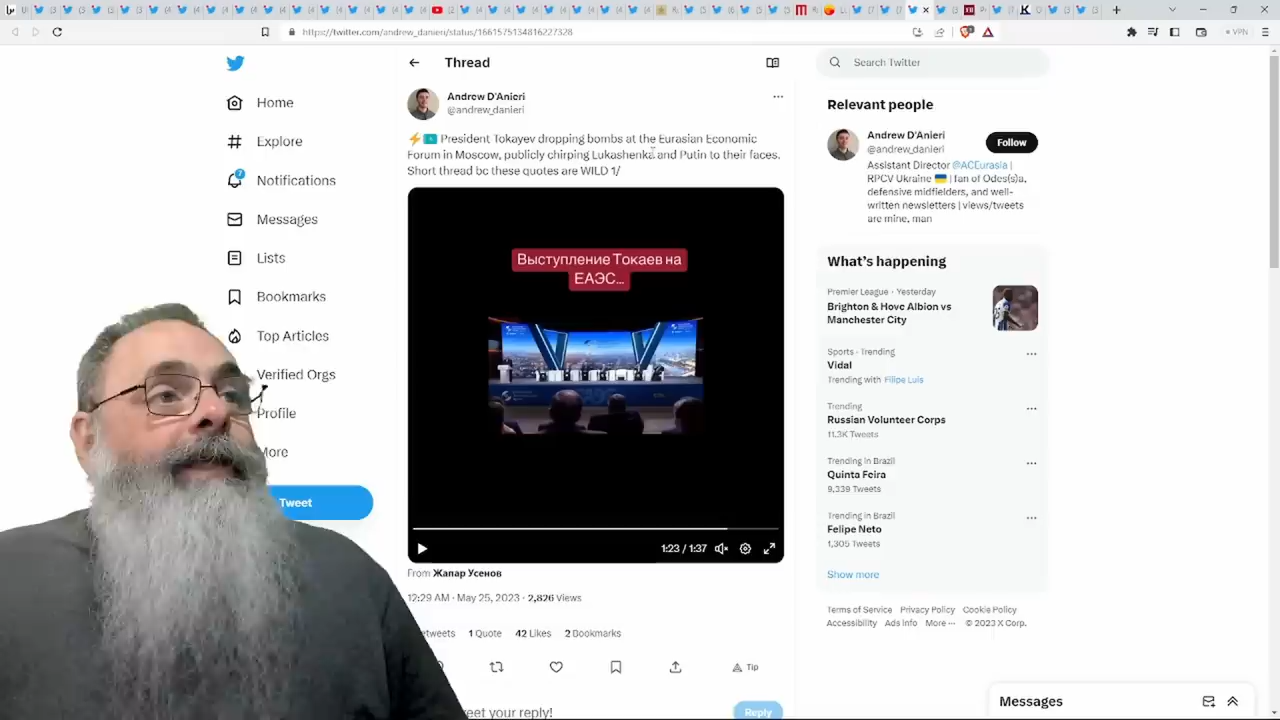 https://twitter.com/andrew_danieri/status/1661575134816227328
VPN
Home
Explore
Notifications
Messages
Lists
Bookmarks
Top Articles
Verified Orgs
Profile
More
Tweet
Thread
Andrew D'Anieri
@andrew_danieri
President Tokayev dropping bombs at the Eurasian Economic
Forum in Moscow, publicly chirping Lukashenka and Putin to their faces.
Short thread bc these quotes are WILD 1/
Выступление Токаев на
ЕАЭС...
1:23 / 1:37
From Жапар Усенов
12:29 AM · May 25, 2023 · 2,826 Views
etweets 1 Quote 42 Likes 2 Bookmarks
Tip
eet your reply!
Reply
Search Twitter
Relevant people
Andrew D'Anieri
@andrew_danieri
Follow
Assistant Director @ACEurasia |
RPCV Ukraine | fan of Odes(s)a,
defensive midfielders, and well-
written newsletters | views/tweets
are mine, man
What's happening
Premier League · Yesterday
Brighton & Hove Albion vs
Manchester City
Sports · Trending
Vidal
Trending with Filipe Luis
Trending
Russian Volunteer Corps
11.3K Tweets
Trending in Brazil
Quinta Feira
9,339 Tweets
Trending in Brazil
Felipe Neto
1,305 Tweets
Show more
Terms of Service Privacy Policy Cookie Policy
Accessibility Ads info More ··· © 2023 X Corp.
Messages